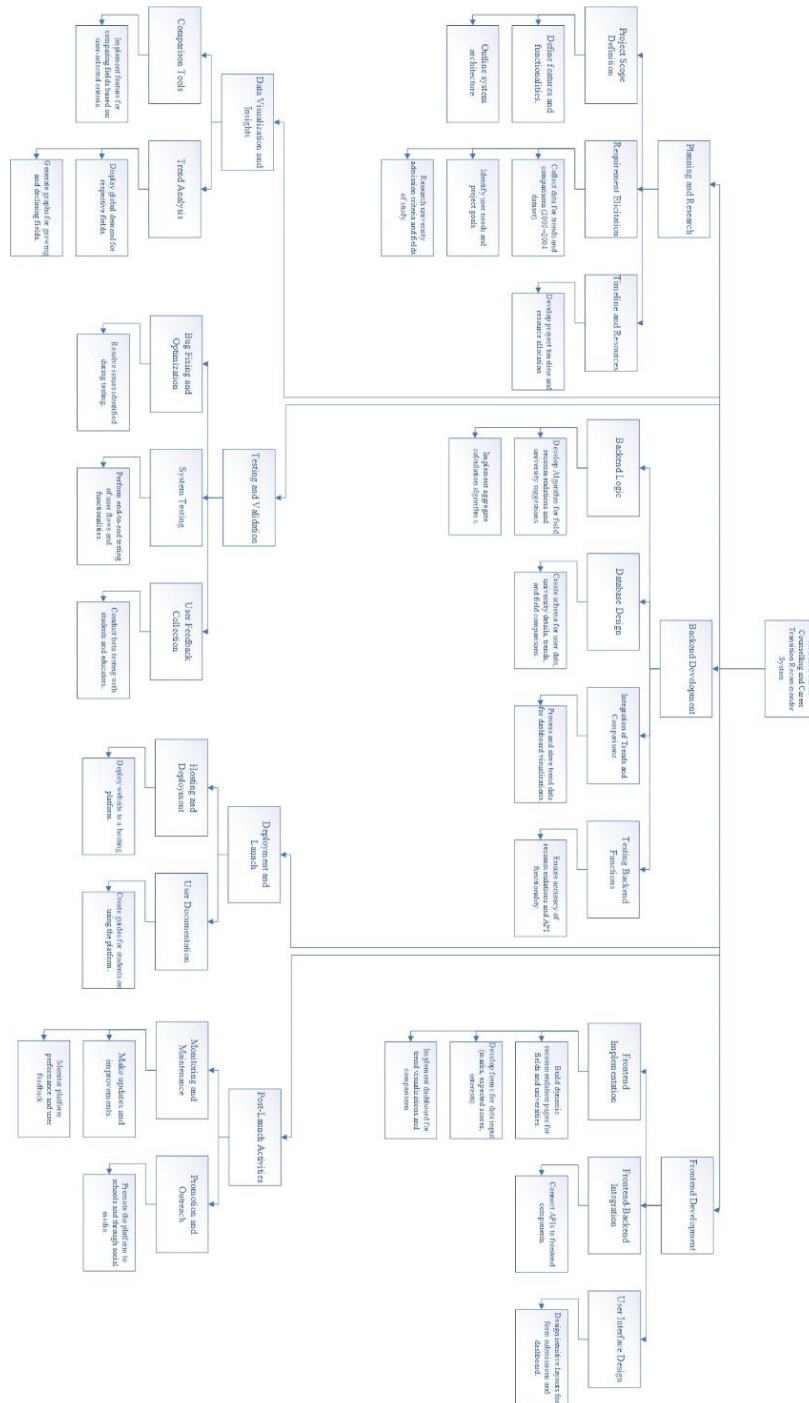 Counselling and Career
Transition Recommender
System
Planning and Research
Project Scope
Definition
Define features and
functionalities.
Outline system
architecture.
Requirement Elicitation
Collect data for trends and
comparisons (2000–2004
dataset)
Identify user needs and
project goals.
Research university
admission criteria and fields
of study.
Timeline and Resources
Develop project timeline and
resource allocation
Backend Development
Backend Logic
Develop Algorithm for field
recommendations and
university suggestions
Implement aggregate
calculation algorithms.
Database Design
Create schema for user data,
university details, trends,
and field comparisons.
Integration of Trends and
Comparisons
Process and store trend data
for dashboard visualizations.
Testing Backend
Functions
Ensure accuracy of
recommendations and API
functionality.
Frontend Development
Frontend
Implementation
Build dynamic
recommendation pages for
fields and universities.
Develop forms for data input
(marks, expected scores,
interests).
Implement dashboard for
trend visualizations and
comparisons
Frontend-Backend
Integration
Connect APIs to frontend
components.
User Interface Design
Design intuitive layouts for
form submissions and
dashboard.
Data Visualization and
Insights
Comparison Tools
Implement feature for
comparing fields based on
user-selected criteria.
Trend Analysis
Display global demand for
respective fields.
Generate graphs for growing
and declining fields.
Testing and Validation
Bug Fixing and
Optimization
Resolve issues identified
during testing.
System Testing
Perform end-to-end testing
of user flows and
functionalities.
User Feedback
Collection
Conduct beta testing with
students and educators.
Deployment and
Launch
Hosting and
Deployment
Deploy website to a hosting
platform.
User Documentation
Create guides for students on
using the platform.
Post-Launch Activities
Monitoring and
Maintenance
Make updates and
improvements.
Monitor platform
performance and user
feedback.
Promotion and
Outreach
Promote the platform to
schools and through social
media.